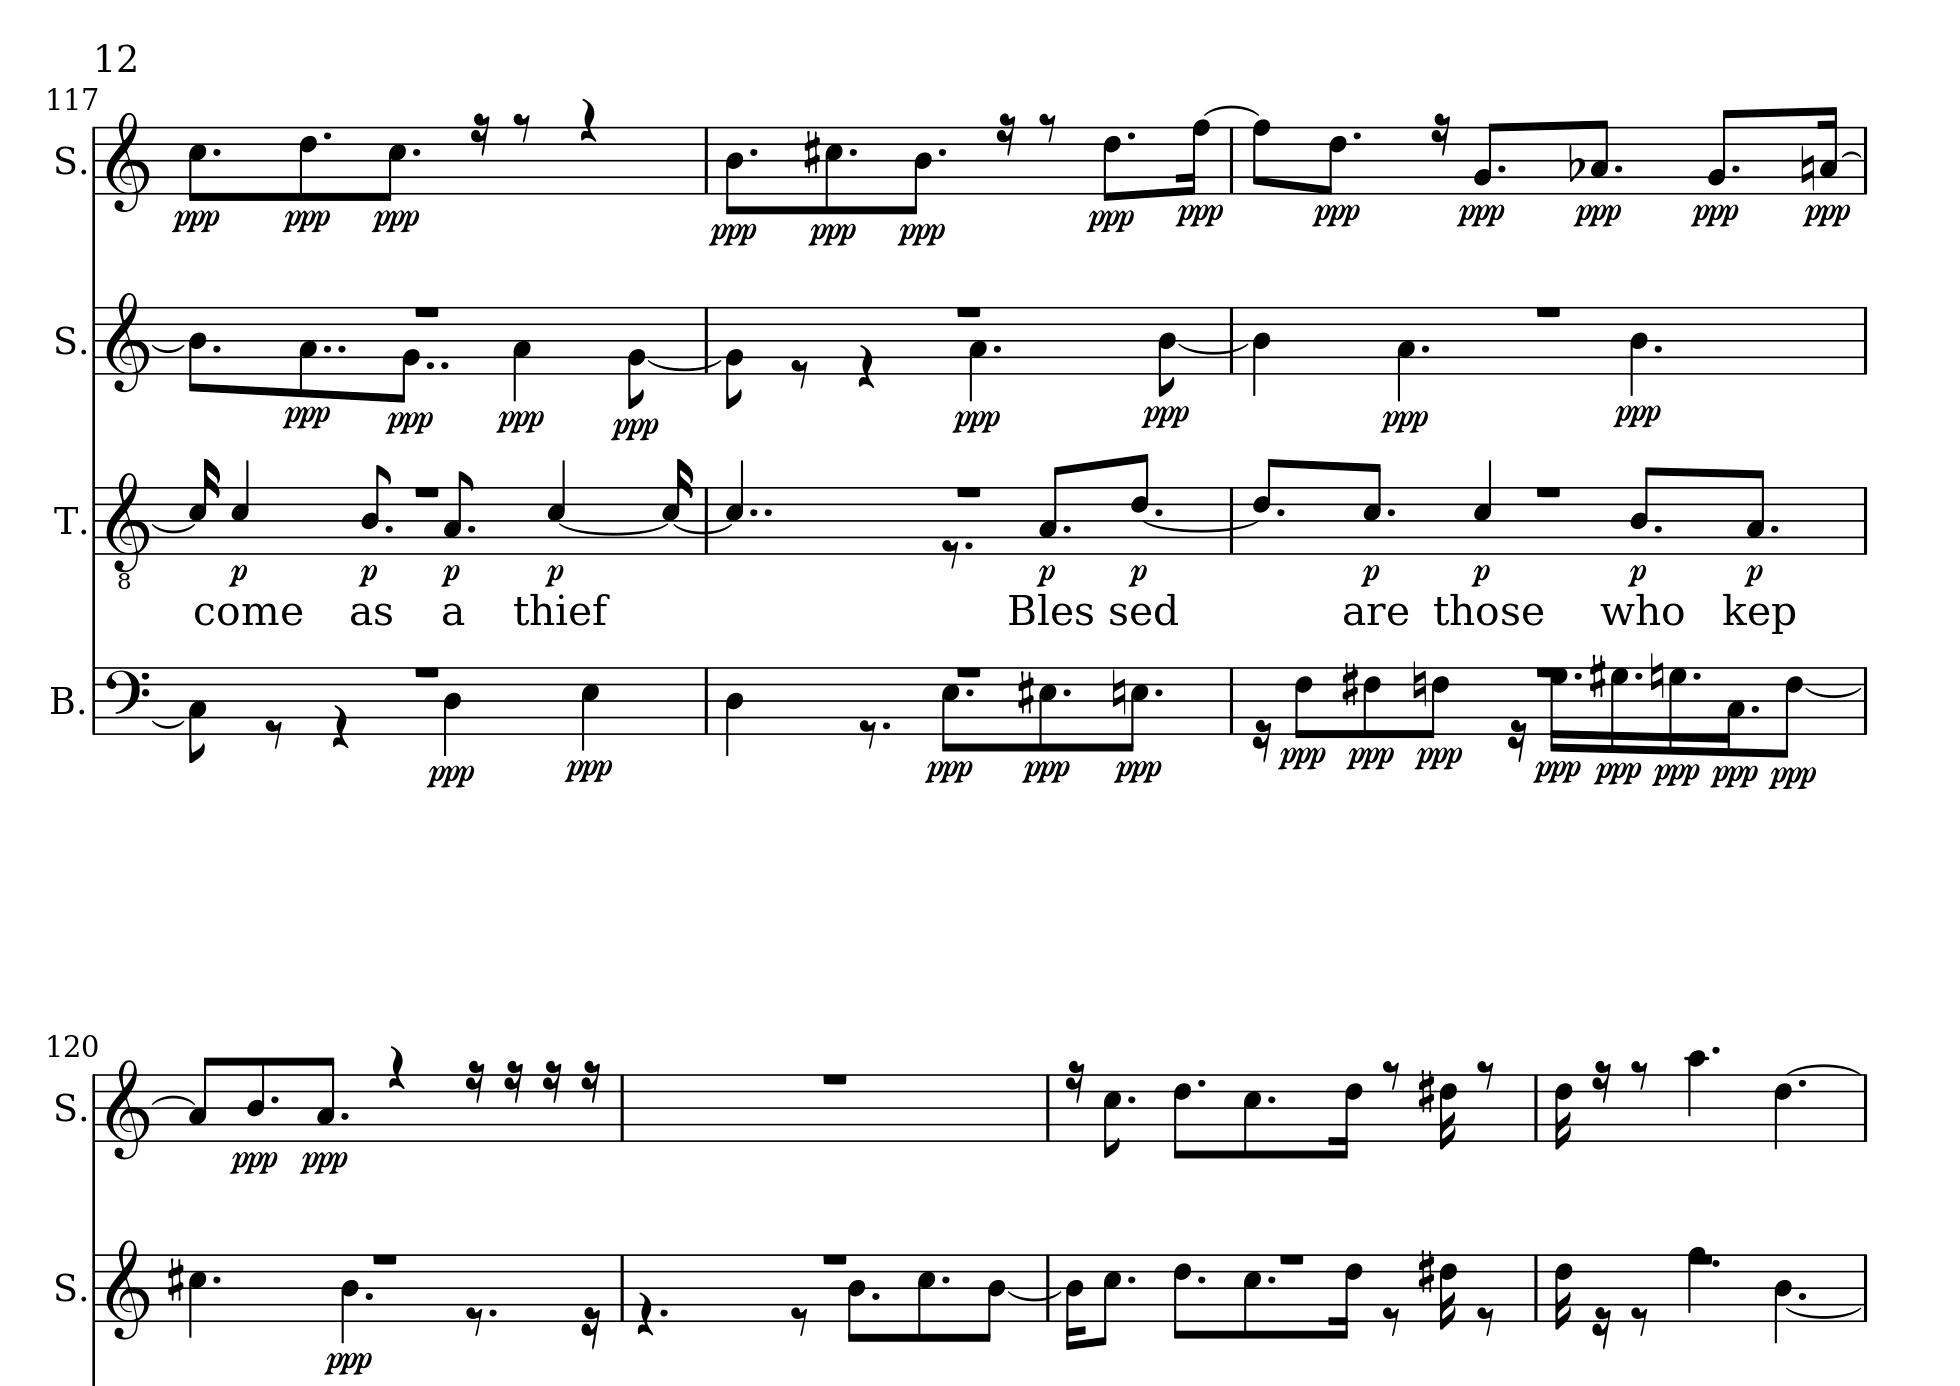 12
117
S.
ppp ppp ppp ppp ppp ppp ppp ppp ppp ppp ppp ppp ppp
S.
ppp ppp ppp ppp ppp ppp ppp ppp
T.
8
p p p p p p p p p p
come as a thief Bles sed are those who kep
B.
ppp ppp ppp ppp ppp ppp ppp ppp ppp ppp ppp ppp ppp
120
S.
ppp ppp
S.
ppp